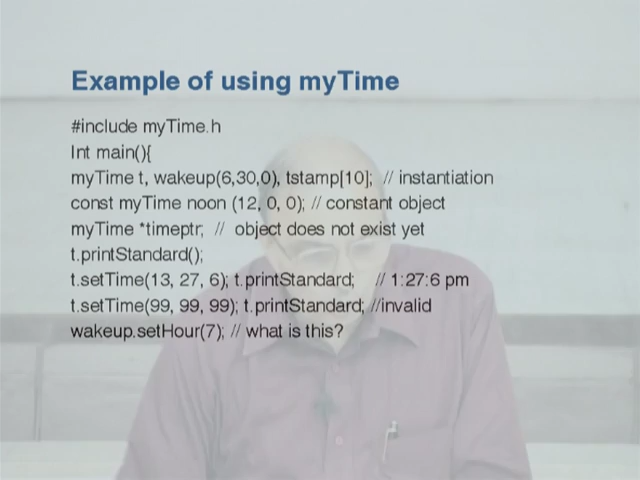 Example of using myTime
#include myTime.h
Int main(){
myTime t, wakeup(6,30,0), tstamp[10]; // instantiation
const myTime noon (12, 0, 0); // constant object
myTime *timeptr; // object does not exist yet
t.printStandard();
t.setTime(13, 27, 6); t.printStandard; // 1:27:6 pm
t.setTime(99, 99, 99); t.printStandard; //invalid
wakeup.setHour(7); // what is this?